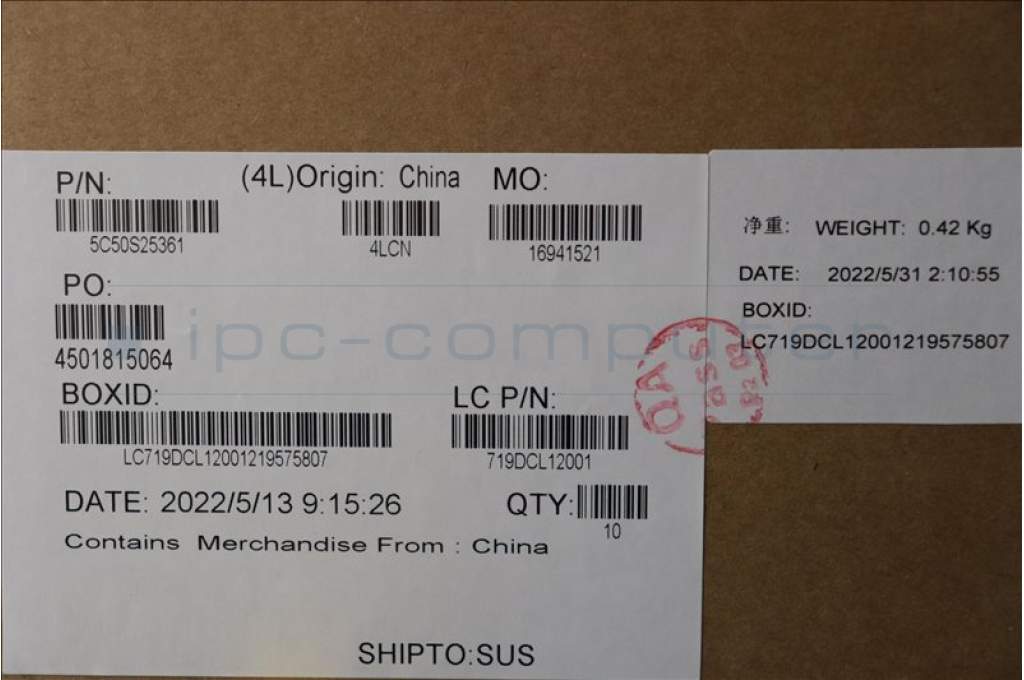 P/N:
5C50S25361
(4L)Origin: China
4LCN
MO:
16941521
PO:
4501815064
BOXID:
LC719DCL12001219575807
LC P/N:
719DCL12001
DATE: 2022/5/13 9:15:26
QTY:
10
Contains Merchandise From : China
SHIPTO:SUS
净重: WEIGHT: 0.42 Kg
DATE: 2022/5/31 2:10:55
BOXID:
LC719DCL12001219575807
ipc-computer
QA